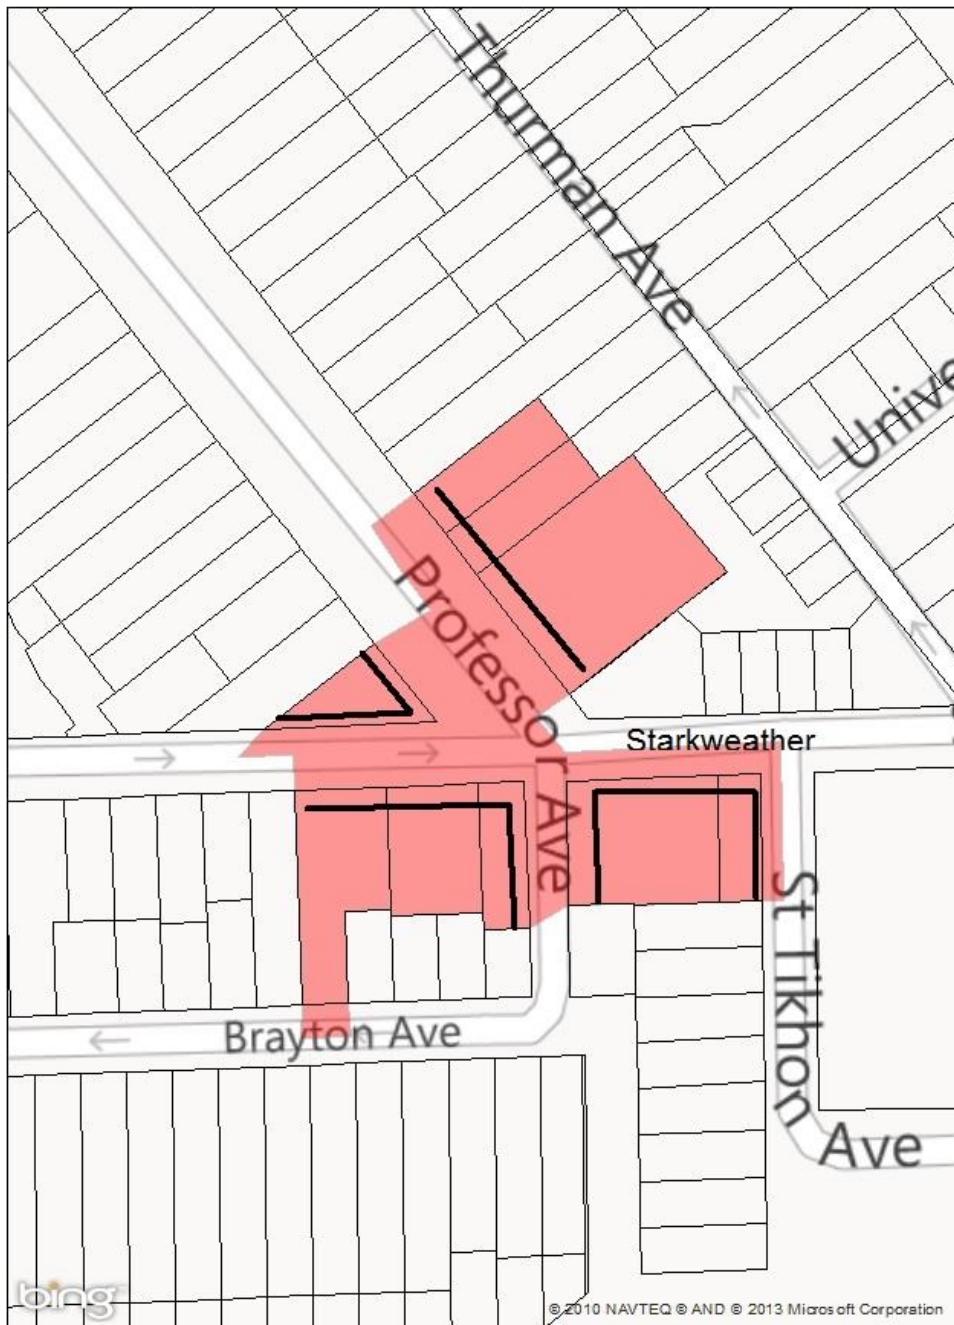 Thurman Ave
Unive
Professor Ave
Starkweather
St Tikhon Ave
Brayton Ave
bing
© 2010 NAVTEQ © AND © 2013 Microsoft Corporation